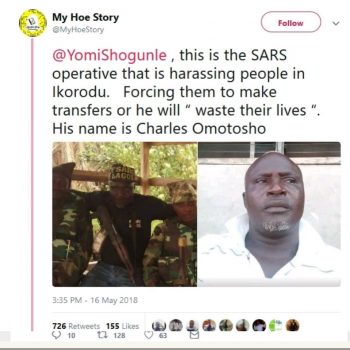 My Hoe Story
@MyHoeStory
Follow
@YomiShogunle , this is the SARS
operative that is harassing people in
Ikorodu. Forcing them to make
transfers or he will “ waste their lives “.
His name is Charles Omotosho
3:35 PM - 16 May 2018
726 Retweets 155 Likes
10 128 63